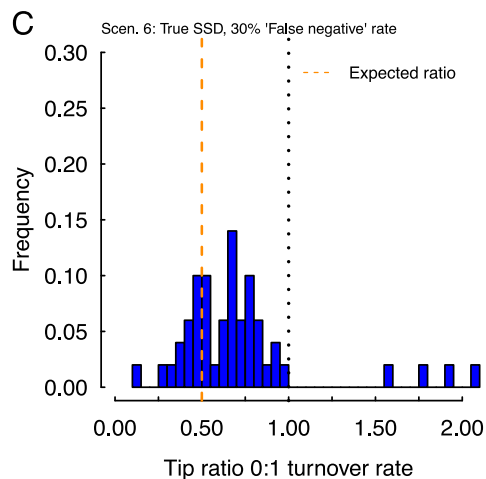 C
Scen. 6: True SSD, 30% 'False negative' rate
Expected ratio
Frequency
0.30
0.25
0.20
0.15
0.10
0.05
0.00
0.00 0.50 1.00 1.50 2.00
Tip ratio 0:1 turnover rate